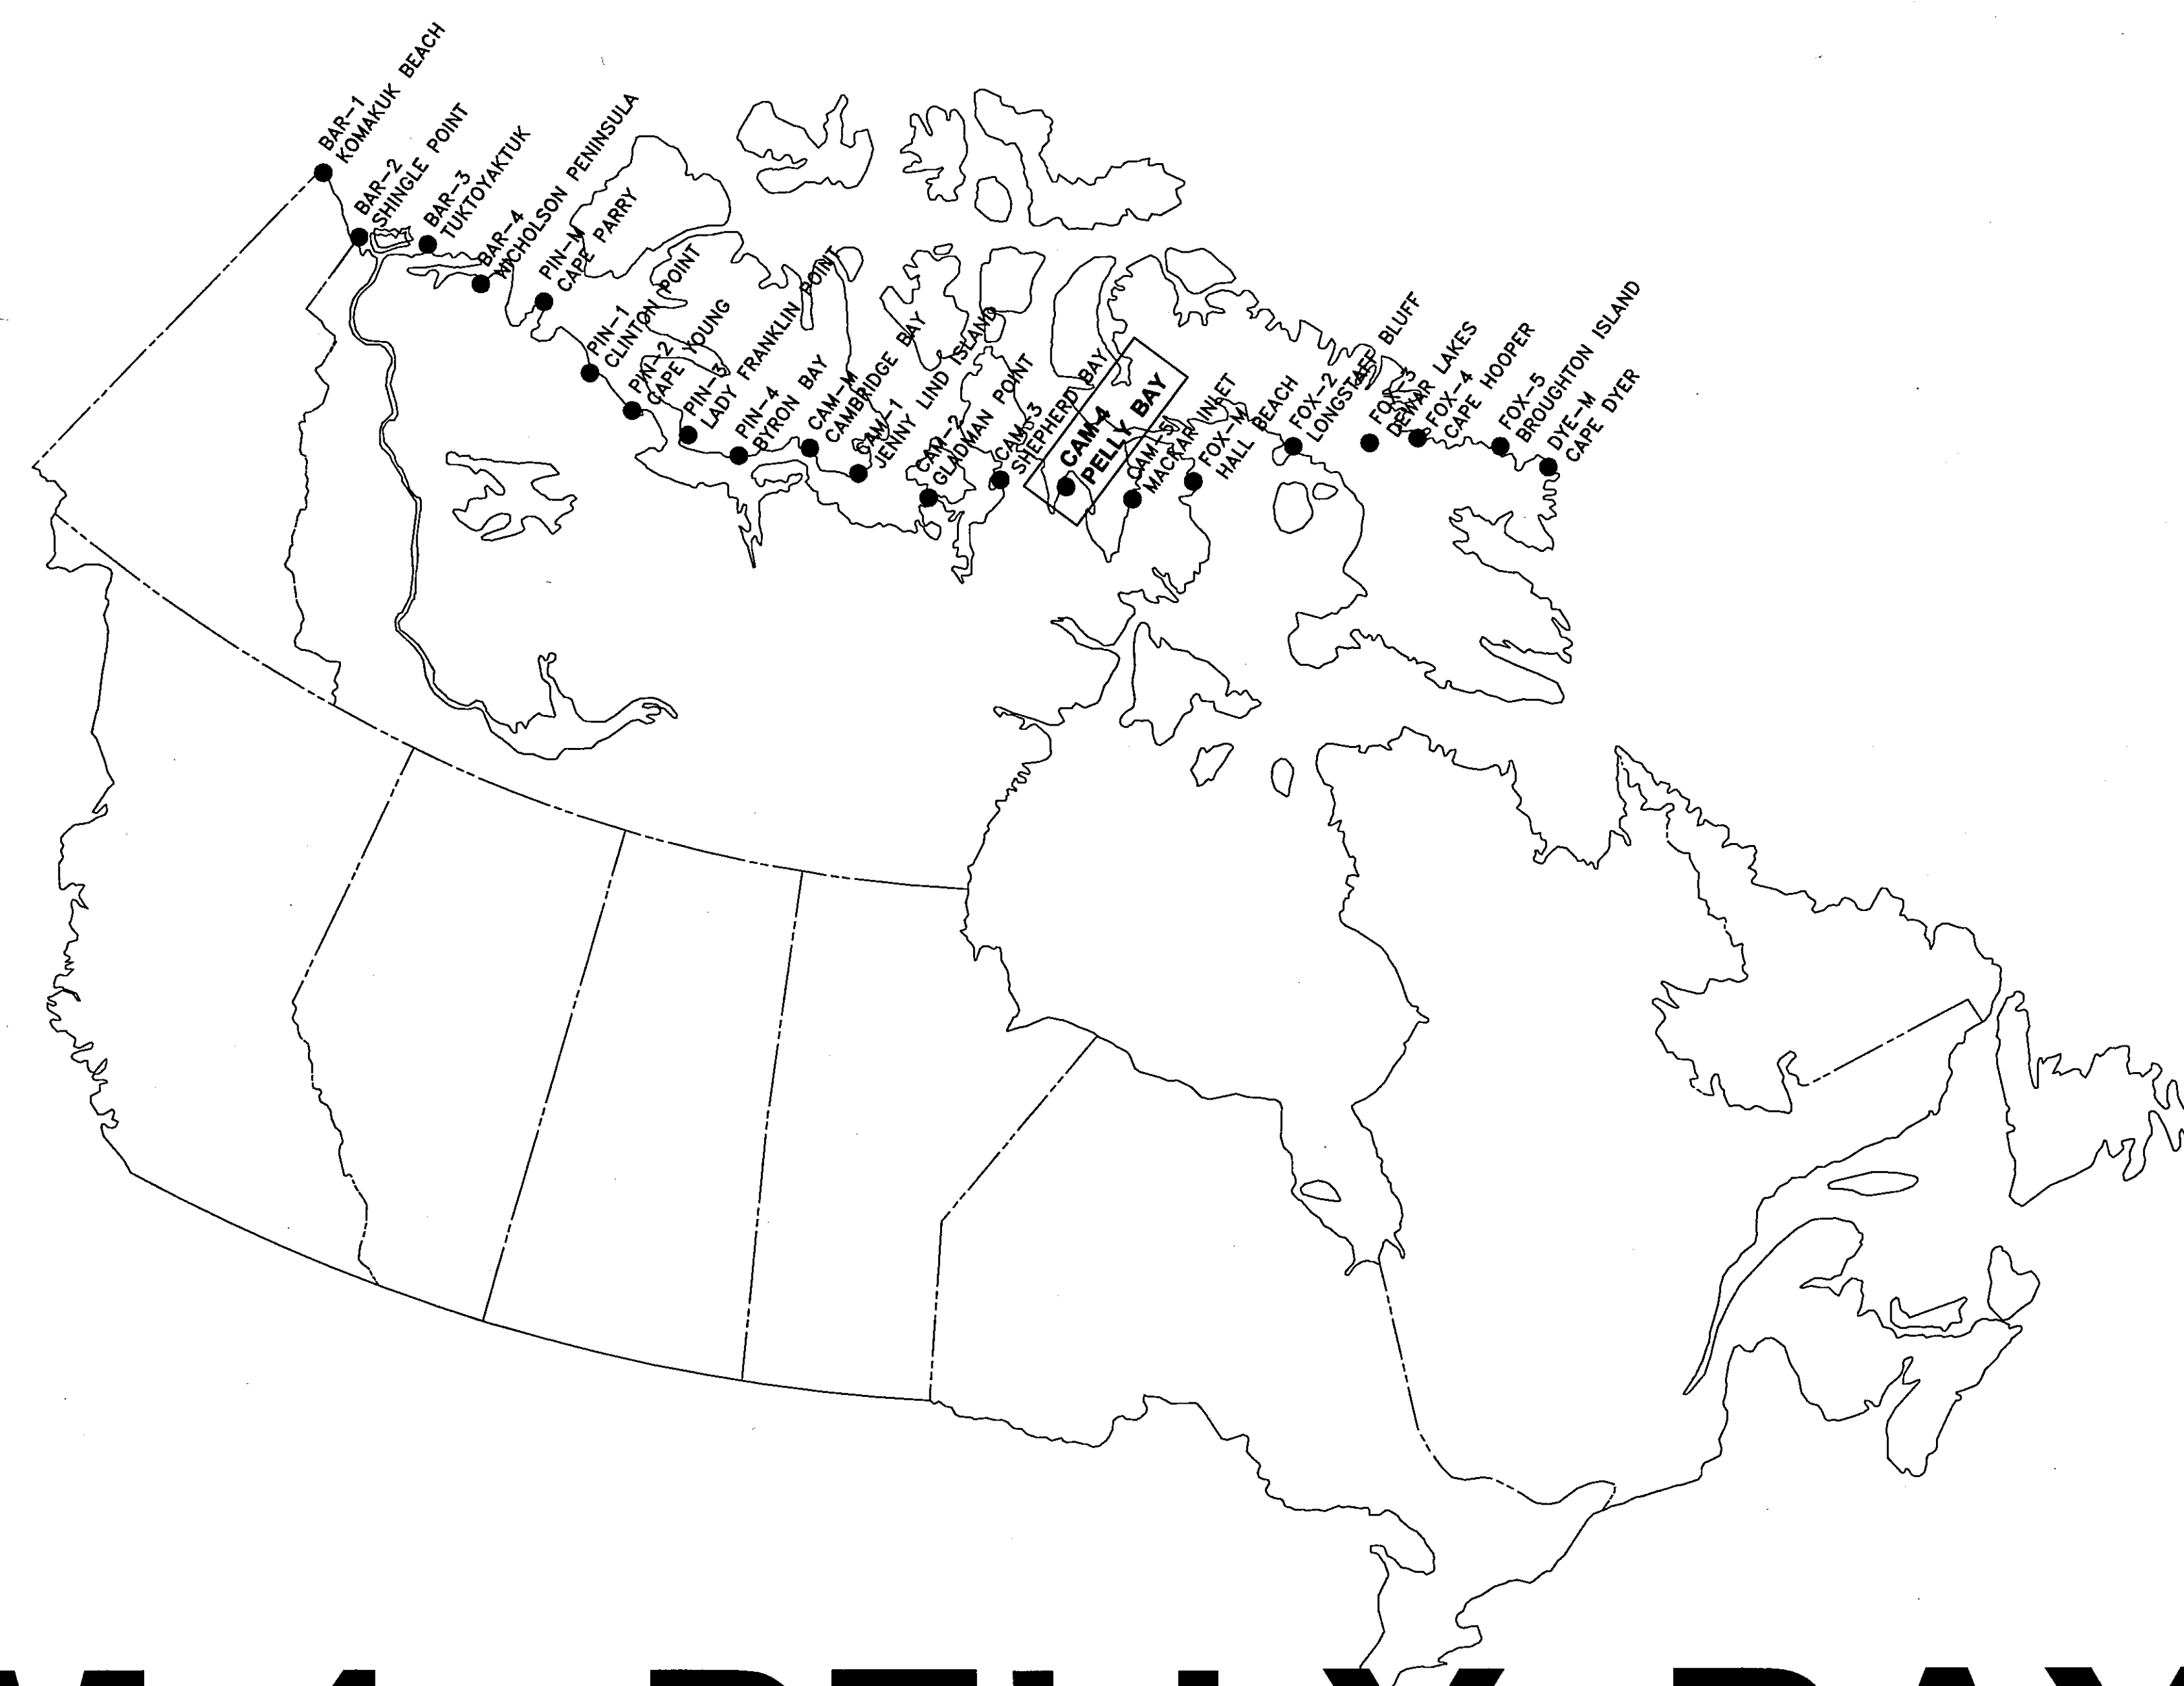 BAR-1
KOMAKUK BEACH
BAR-2
SHINGLE POINT
BAR-3
TUKTOYAKTUK
BAR-4
NICHOLSON PENINSULA
PIN-M
CAPE PARRY
PIN-1
CLINTON POINT
PIN-2
CAPE YOUNG
PIN-3
LADY FRANKLIN POINT
PIN-4
BYRON BAY
CAM-M
CAMBRIDGE BAY
CAM-1
JENNY LIND ISLAND
CAM-2
GLADMAN POINT
CAM-3
SHEPHERD BAY
CAM-4
PELLY BAY
CAM-5
MACKAR INLET
FOX-M
HALL BEACH
FOX-2
LONGSTAFF BLUFF
FOX-3
DEWAR LAKES
FOX-4
CAPE HOOPER
FOX-5
BROUGHTON ISLAND
DYE-M
CAPE DYER